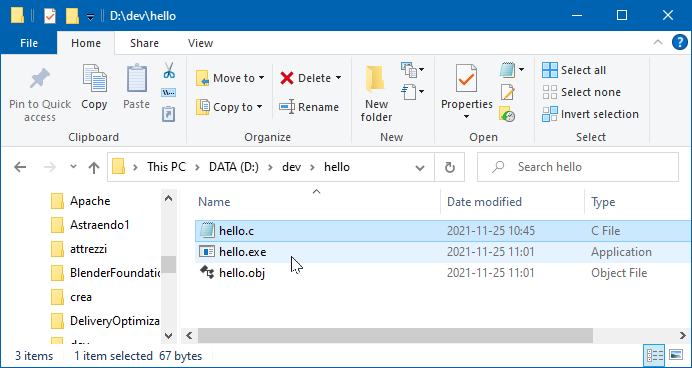 D:\dev\hello
File Home Share View
Pin to Quick access
Copy
Paste
Move to
Copy to
Delete
Rename
New folder
Properties
Select all
Select none
Invert selection
Clipboard Organize New Open Select
This PC DATA (D:) dev hello
Search hello
Name Date modified Type
Apache
Astraendo1
attrezzi
BlenderFoundatio
crea
DeliveryOptimiza
hello.c 2021-11-25 10:45 C File
hello.exe 2021-11-25 11:01 Application
hello.obj 2021-11-25 11:01 Object File
3 items 1 item selected 67 bytes